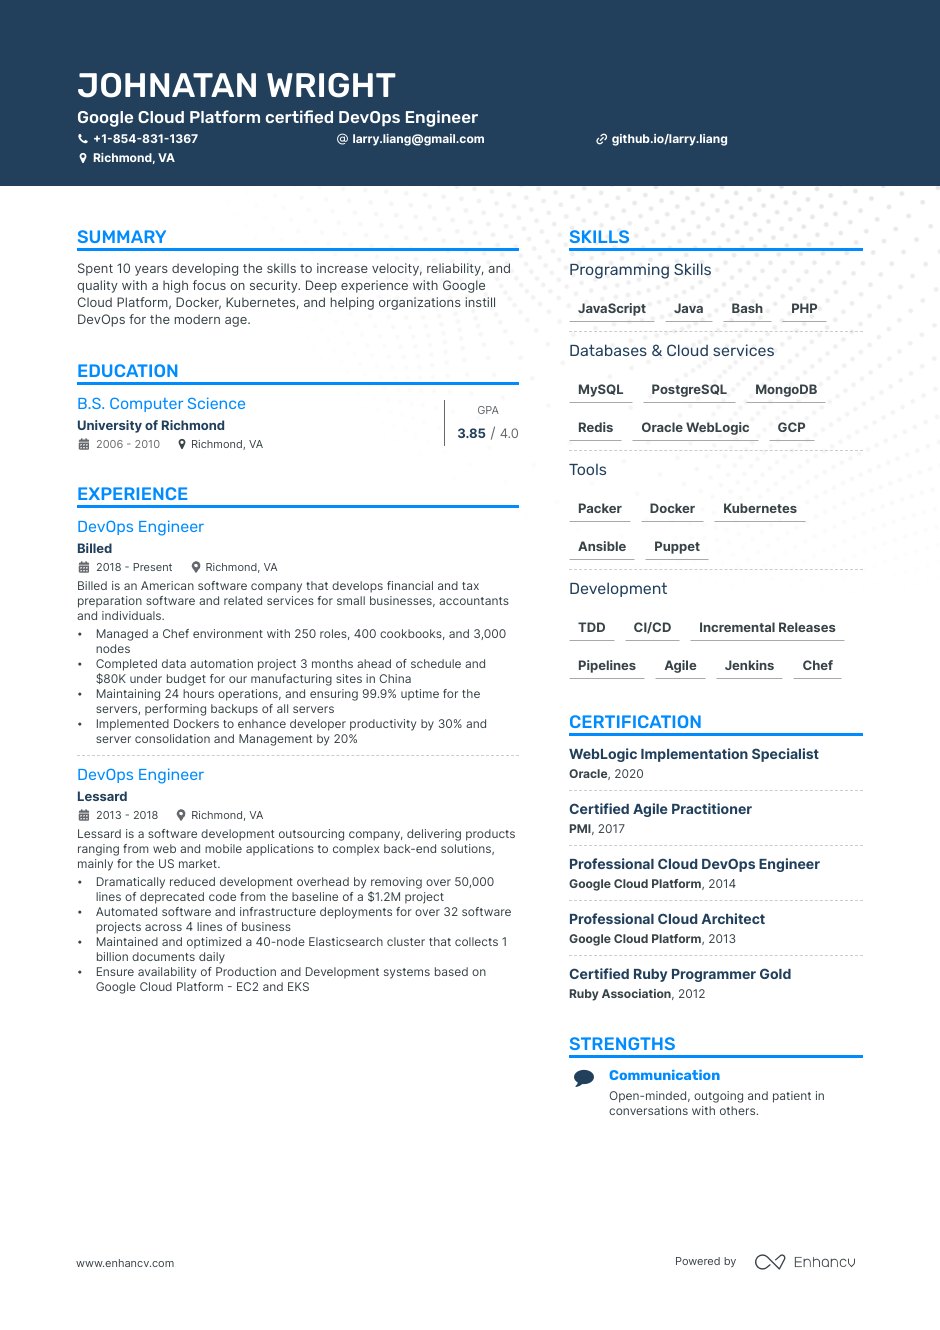 JOHNATAN WRIGHT
Google Cloud Platform certified DevOps Engineer
+1-854-831-1367
@ larry.liang@gmail.com
github.io/larry.liang
Richmond, VA
SUMMARY
Spent 10 years developing the skills to increase velocity, reliability, and
quality with a high focus on security. Deep experience with Google
Cloud Platform, Docker, Kubernetes, and helping organizations instill
DevOps for the modern age.
EDUCATION
B.S. Computer Science
University of Richmond
2006 - 2010 Richmond, VA
GPA
3.85 / 4.0
EXPERIENCE
DevOps Engineer
Billed
2018 - Present Richmond, VA
Billed is an American software company that develops financial and tax
preparation software and related services for small businesses, accountants
and individuals.
• Managed a Chef environment with 250 roles, 400 cookbooks, and 3,000
nodes
• Completed data automation project 3 months ahead of schedule and
$80K under budget for our manufacturing sites in China
• Maintaining 24 hours operations, and ensuring 99.9% uptime for the
servers, performing backups of all servers
• Implemented Dockers to enhance developer productivity by 30% and
server consolidation and Management by 20%
DevOps Engineer
Lessard
2013 - 2018 Richmond, VA
Lessard is a software development outsourcing company, delivering products
ranging from web and mobile applications to complex back-end solutions,
mainly for the US market.
• Dramatically reduced development overhead by removing over 50,000
lines of deprecated code from the baseline of a $1.2M project
• Automated software and infrastructure deployments for over 32 software
projects across 4 lines of business
• Maintained and optimized a 40-node Elasticsearch cluster that collects 1
billion documents daily
• Ensure availability of Production and Development systems based on
Google Cloud Platform - EC2 and EKS
SKILLS
Programming Skills
JavaScript Java Bash PHP
Databases & Cloud services
MySQL PostgreSQL MongoDB
Redis Oracle WebLogic GCP
Tools
Packer Docker Kubernetes
Ansible Puppet
Development
TDD CI/CD Incremental Releases
Pipelines Agile Jenkins Chef
CERTIFICATION
WebLogic Implementation Specialist
Oracle, 2020
Certified Agile Practitioner
PMI, 2017
Professional Cloud DevOps Engineer
Google Cloud Platform, 2014
Professional Cloud Architect
Google Cloud Platform, 2013
Certified Ruby Programmer Gold
Ruby Association, 2012
STRENGTHS
Communication
Open-minded, outgoing and patient in
conversations with others.
www.enhancv.com
Powered by Enhancv